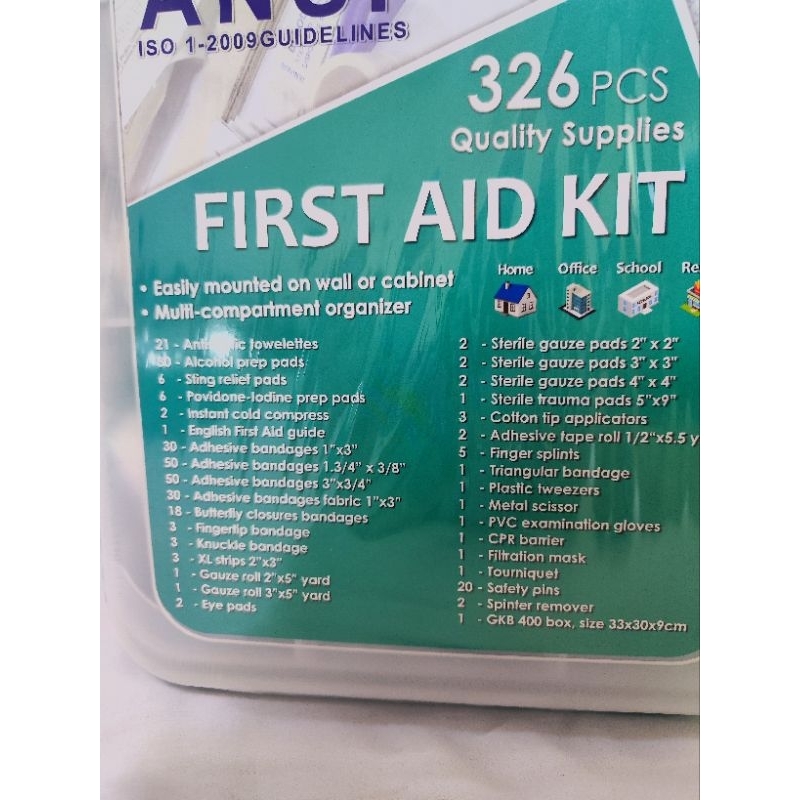 ISO 1-2009GUIDELINES
326 PCS
Quality Supplies
FIRST AID KIT
• Easily mounted on wall or cabinet
• Multi-compartment organizer
Home Office School
21 - towelettes
- Alcohol prep pads
6 - Sting relief pads
6 - Povidone-Iodine prep pads
2 - Instant cold compress
1 - English First Aid guide
30 - Adhesive bandages 1"x3"
50 - Adhesive bandages 1.3/4" x 3/8"
50 - Adhesive bandages 3"x3/4"
30 - Adhesive bandages fabric 1"x3"
18 - Butterfly closures bandages
3 - Fingertip bandage
3 - Knuckle bandage
3 - XL strips 2"x3"
1 - Gauze roll 2"x5" yard
1 - Gauze roll 3"x5" yard
2 - Eye pads
2 - Sterile gauze pads 2" x 2"
2 - Sterile gauze pads 3" x 3"
2 - Sterile gauze pads 4" x 4"
1 - Sterile trauma pads 5"x9"
3 - Cotton tip applicators
2 - Adhesive tape roll 1/2"x5.5 y
5 - Finger splints
1 - Triangular bandage
1 - Plastic tweezers
1 - Metal scissor
1 - PVC examination gloves
1 - CPR barrier
1 - Filtration mask
1 - Tourniquet
20 - Safety pins
2 - Spinter remover
1 - GKB 400 box, size 33x30x9cm